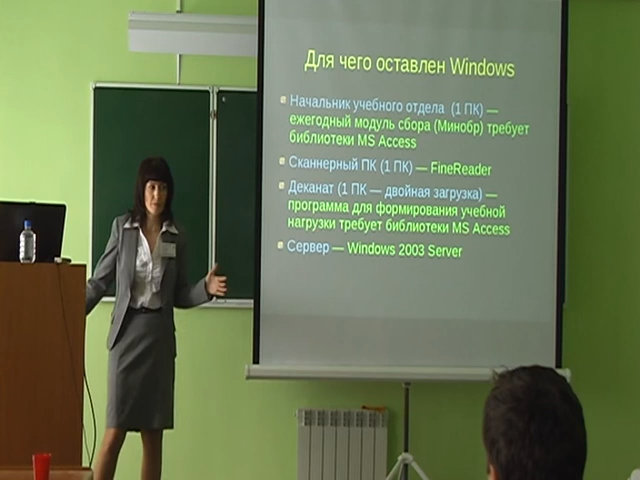 Для чего оставлен Windows
Начальник учебного отдела (1 ПК) —
ежегодный модуль сбора (Минобр) требует
библиотеки MS Access
Сканнерный ПК (1 ПК) — FineReader
Деканат (1 ПК — двойная загрузка) —
программа для формирования учебной
нагрузки требует библиотеки MS Access
Сервер — Windows 2003 Server